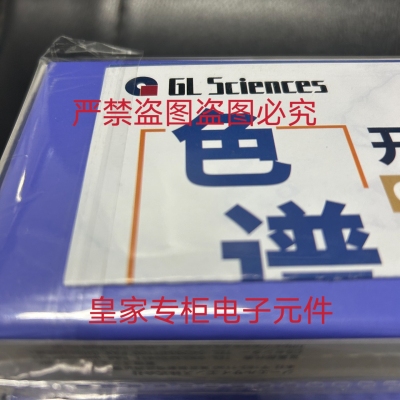 GL Sciences
严禁盗图盗图必究
色
开
谱
皇家专柜电子元件